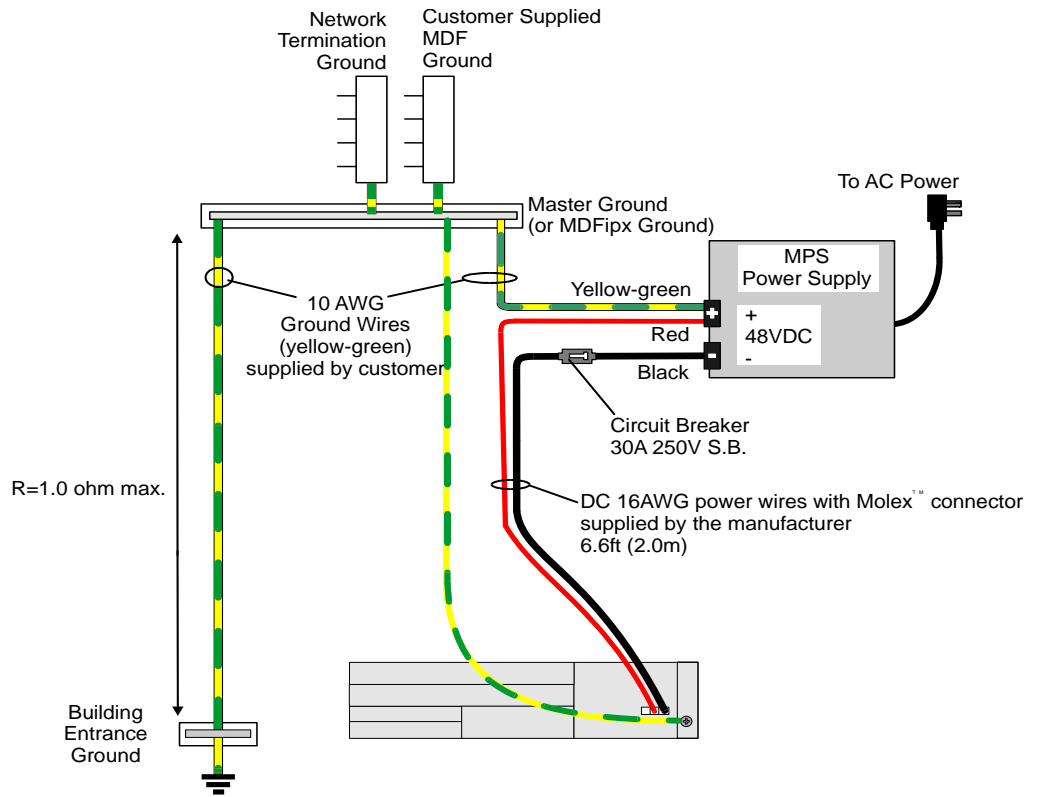 Network
Termination
Ground
Customer Supplied
MDF
Ground
To AC Power
Master Ground
(or MDFipx Ground)
MPS
Power Supply
Yellow-green
+
48VDC
-
Red
Black
10 AWG
Ground Wires
(yellow-green)
supplied by customer
Circuit Breaker
30A 250V S.B.
R=1.0 ohm max.
DC 16AWG power wires with Molex™ connector
supplied by the manufacturer
6.6ft (2.0m)
Building
Entrance
Ground